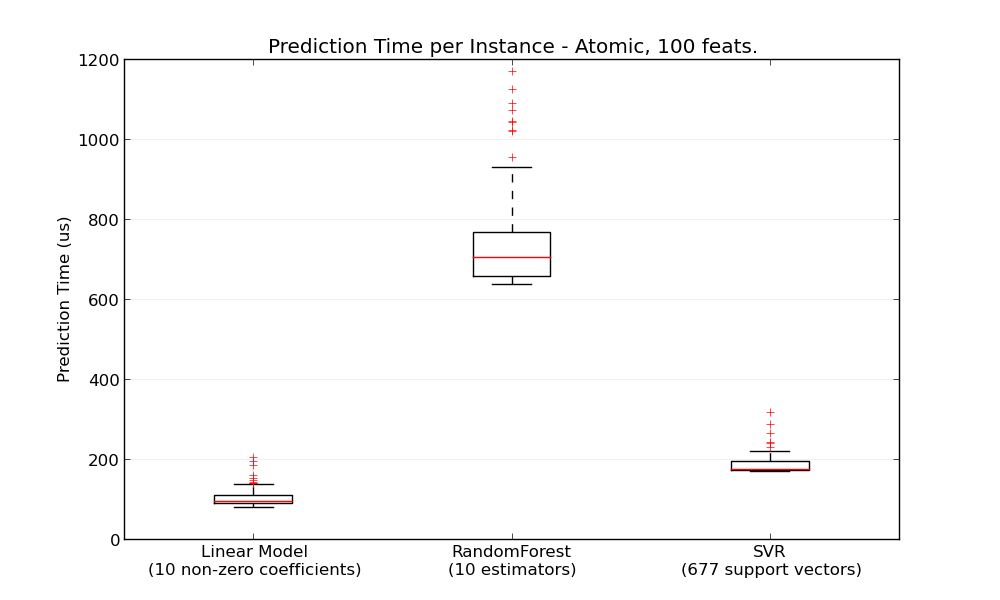 Prediction Time per Instance - Atomic, 100 feats.
Prediction Time (us)
1200
1000
800
600
400
200
0
Linear Model
(10 non-zero coefficients)
RandomForest
(10 estimators)
SVR
(677 support vectors)